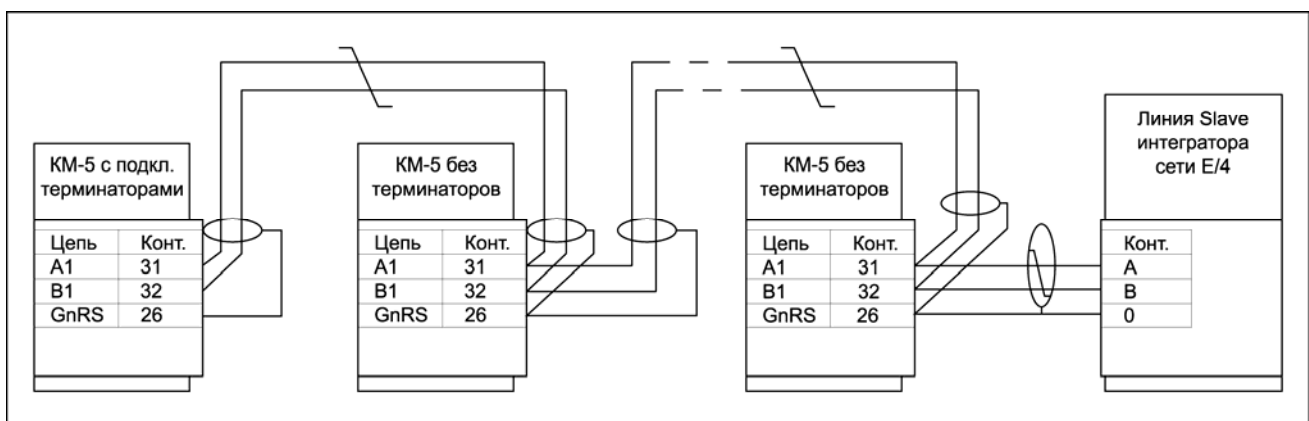 КМ-5 с подкл.
терминаторами
Цепь Конт.
A1 31
B1 32
GnRS 26
КМ-5 без
терминаторов
Цепь Конт.
A1 31
B1 32
GnRS 26
КМ-5 без
терминаторов
Цепь Конт.
A1 31
B1 32
GnRS 26
Линия Slave
интегратора
сети E/4
Конт.
A
B
0